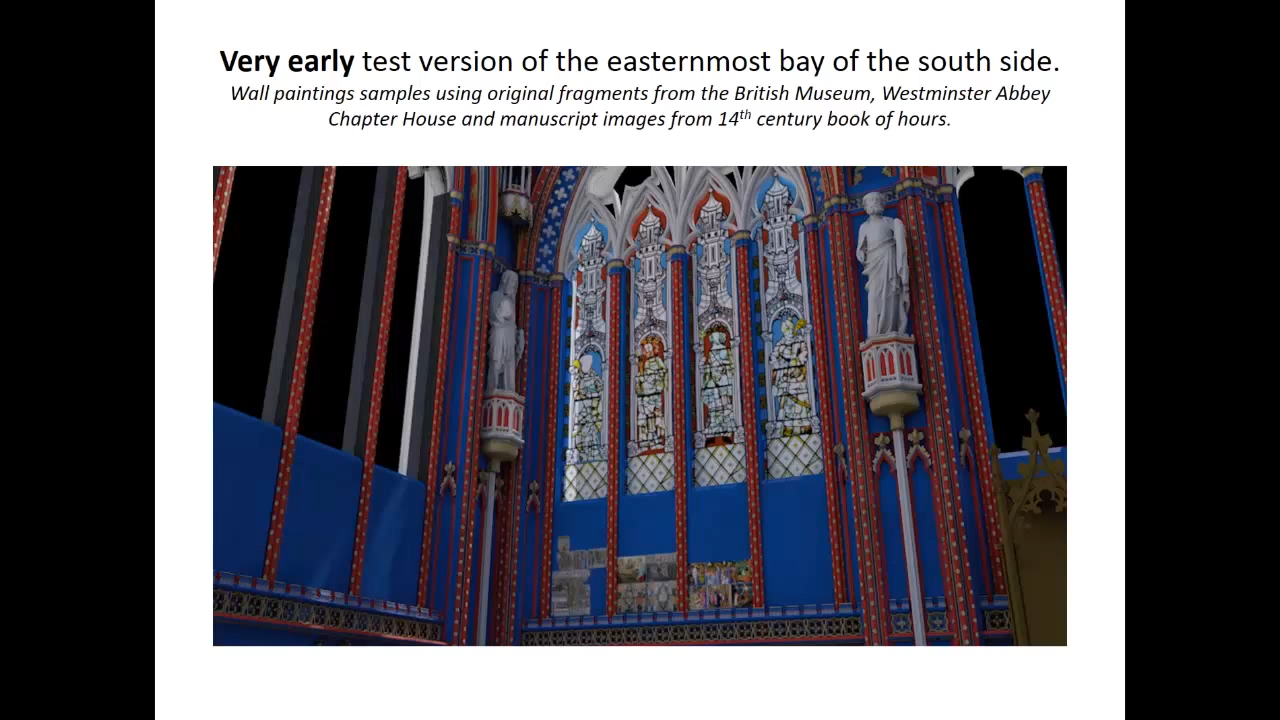 Very early test version of the easternmost bay of the south side.
Wall paintings samples using original fragments from the British Museum, Westminster Abbey
Chapter House and manuscript images from 14th century book of hours.